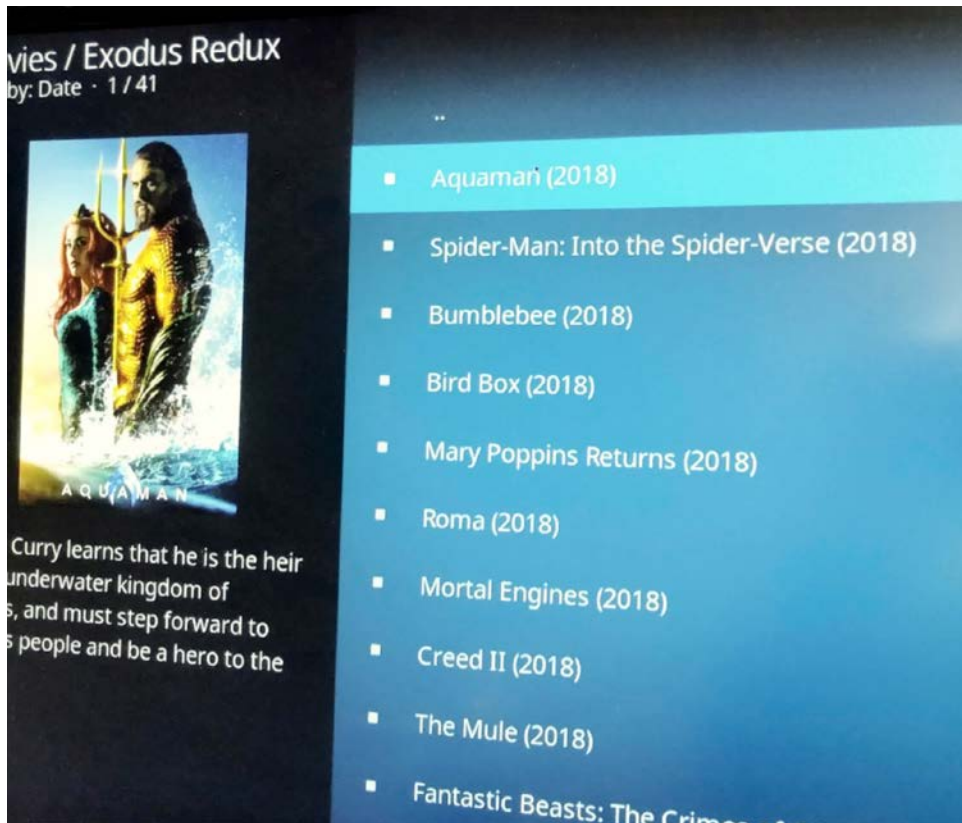 vies / Exodus Redux
by: Date · 1 / 41
..
Aquaman (2018)
Spider-Man: Into the Spider-Verse (2018)
Bumblebee (2018)
Bird Box (2018)
Mary Poppins Returns (2018)
Roma (2018)
Mortal Engines (2018)
Creed II (2018)
The Mule (2018)
Fantastic Beasts: The Crimes of
AQUAMAN
Curry learns that he is the heir
underwater kingdom of
s, and must step forward to
s people and be a hero to the